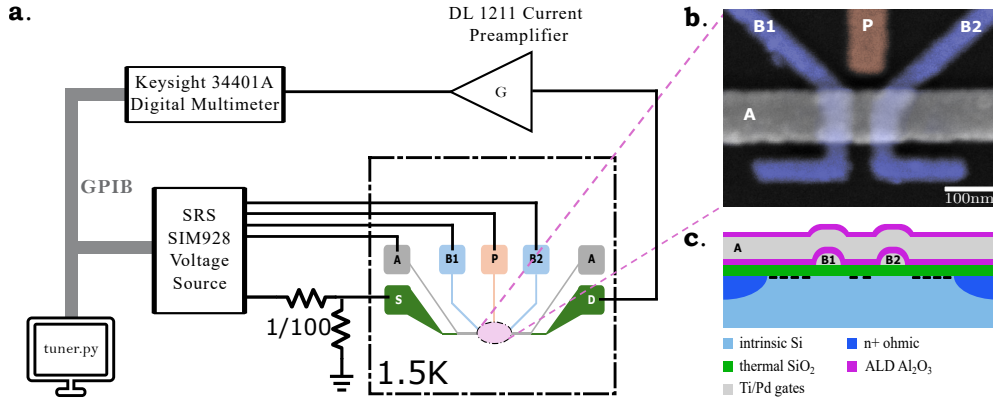 a.
DL 1211 Current
Preamplifier
Keysight 34401A
Digital Multimeter
G
GPIB
SRS
SIM928
Voltage
Source
A
B1
P
B2
A
S
D
1/100
1.5K
tuner.py
b.
B1
P
B2
A
100nm
c.
A
B1
B2
intrinsic Si
n+ ohmic
thermal SiO₂
ALD Al₂O₃
Ti/Pd gates